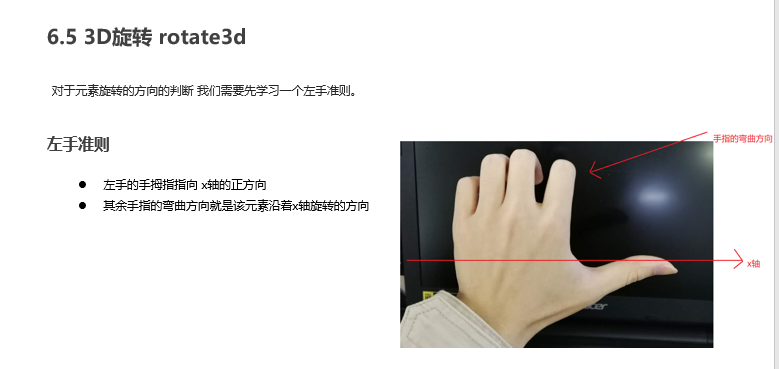 6.5 3D旋转 rotate3d
对于元素旋转的方向的判断 我们需要先学习一个左手准则。
左手准则
手指的弯曲方向
● 左手的手拇指指向 x轴的正方向
● 其余手指的弯曲方向就是该元素沿着x轴旋转的方向
x轴
acer